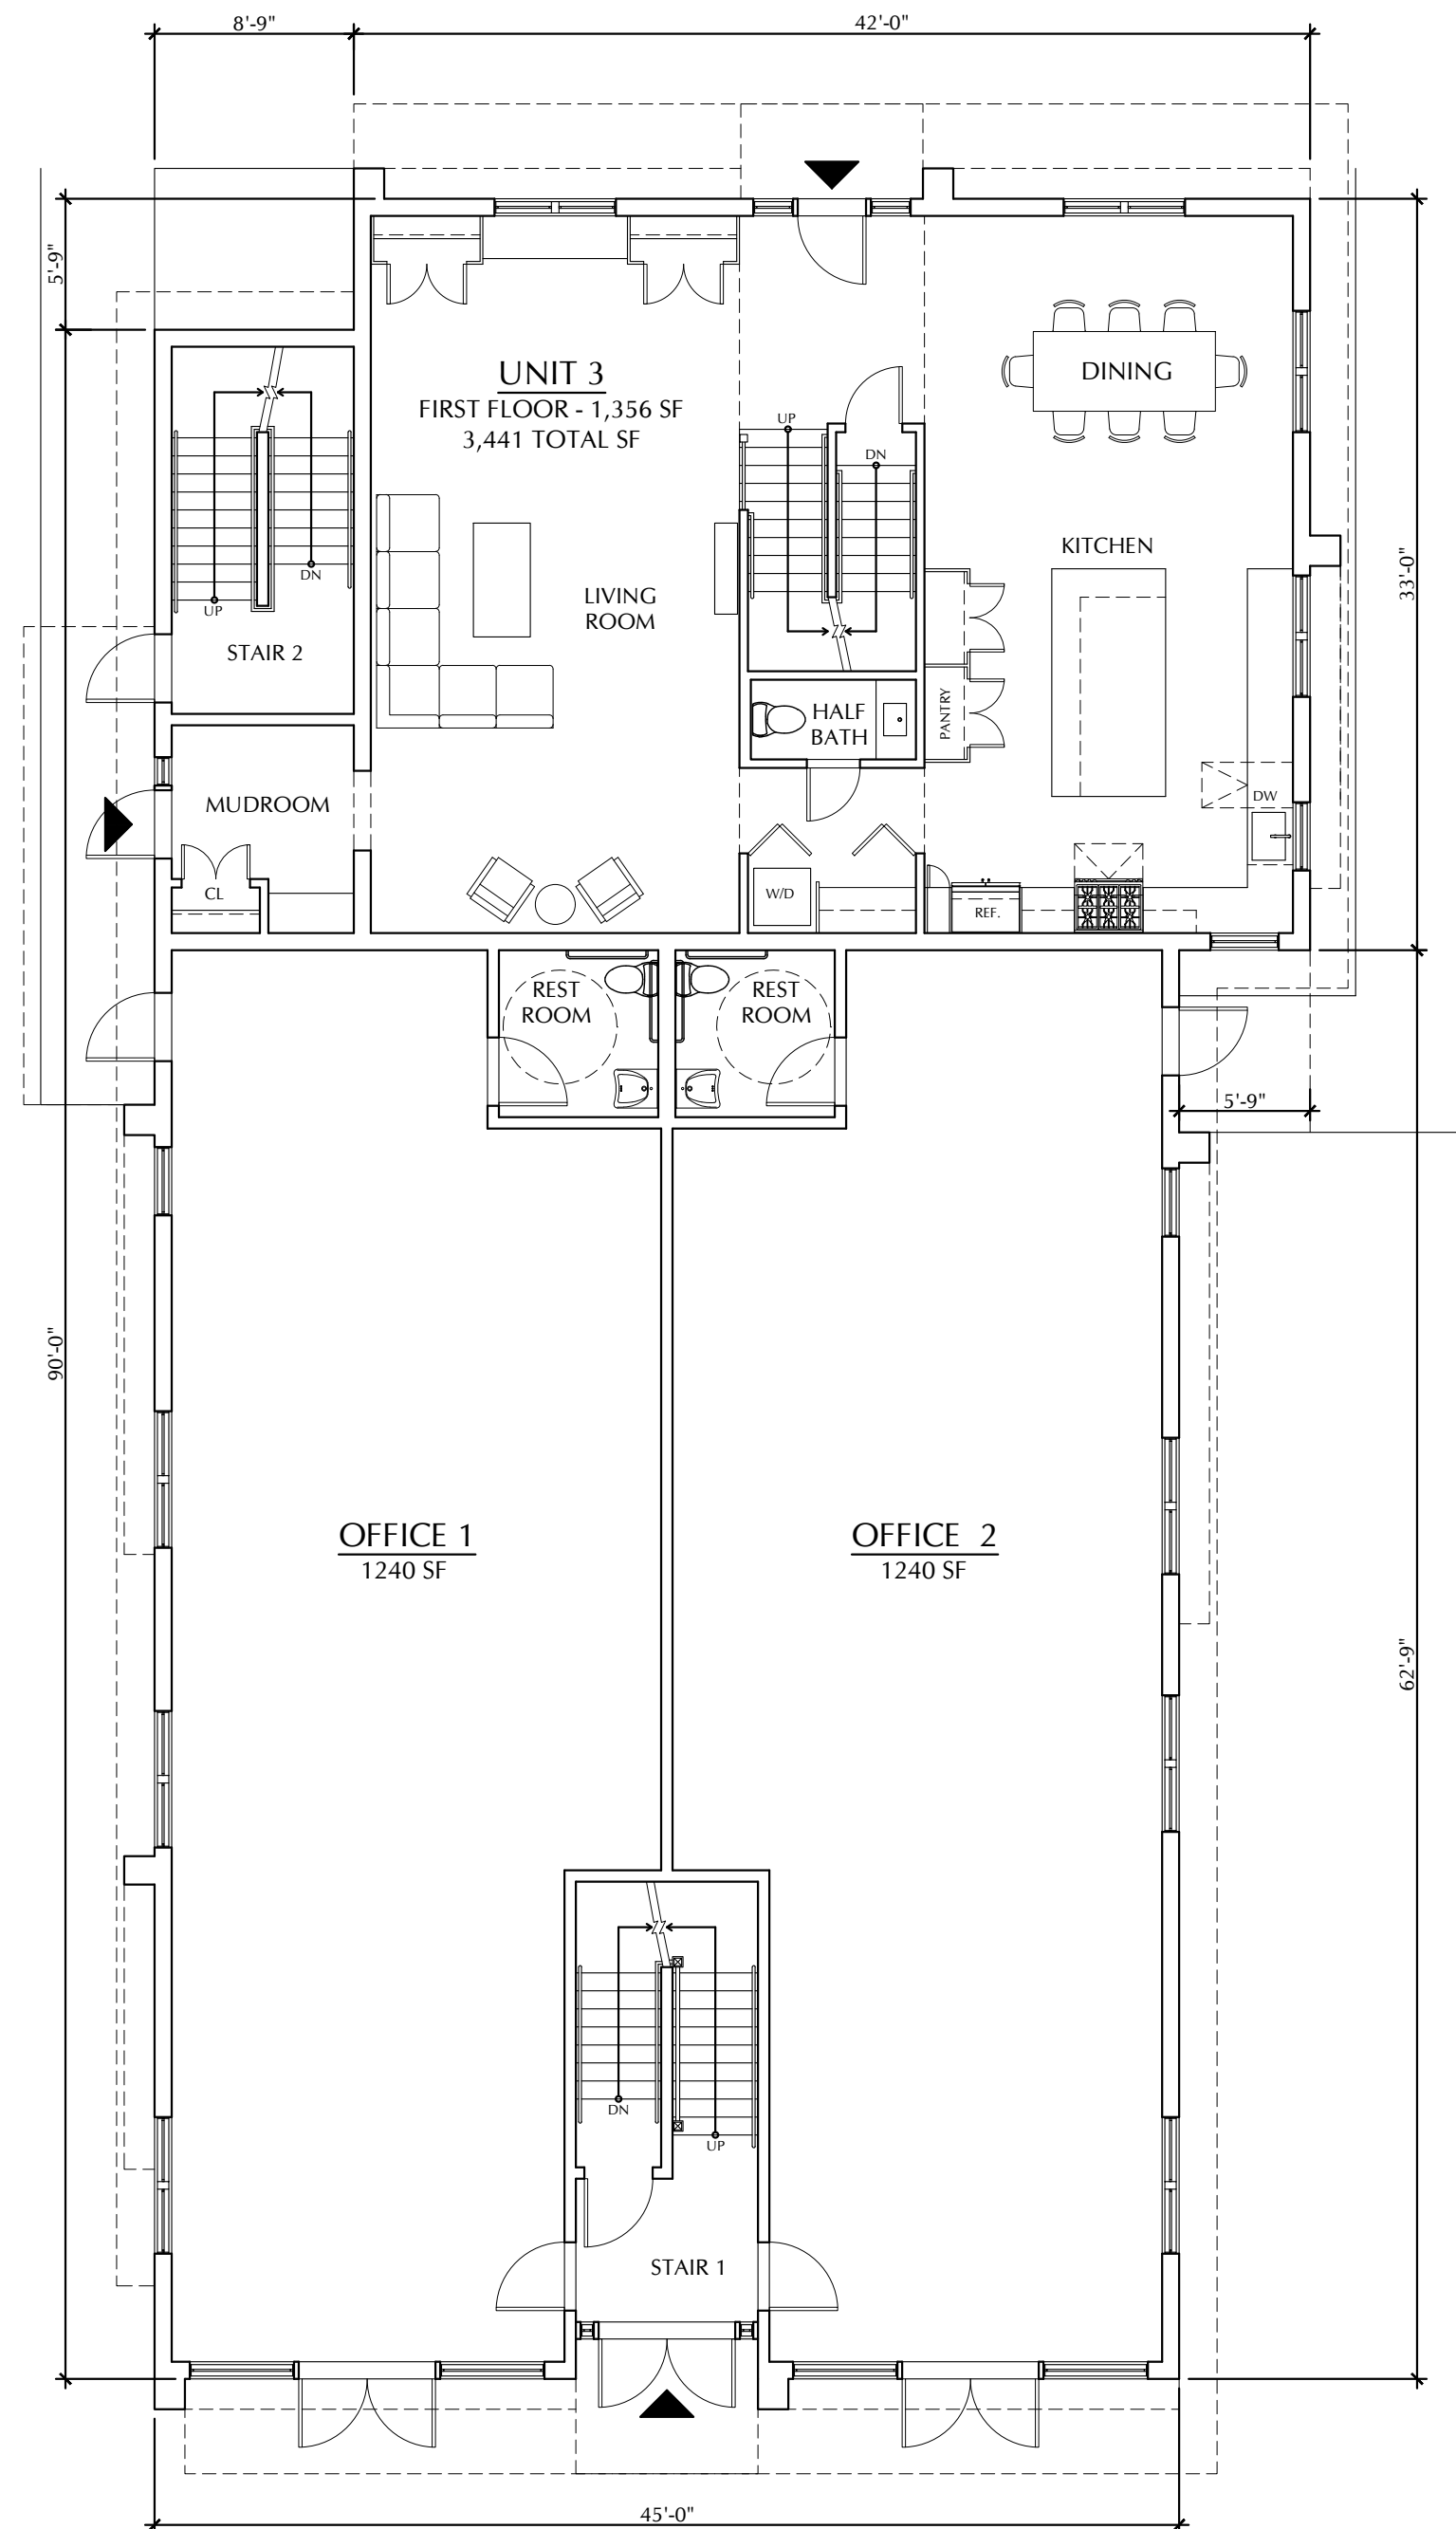 8'-9"
42'-0"
5'-9"
UNIT 3
FIRST FLOOR - 1,356 SF
3,441 TOTAL SF
DINING
UP
DN
KITCHEN
33'-0"
DN
UP
LIVING
ROOM
STAIR 2
PANTRY
HALF
BATH
MUDROOM
DW
CL
W/D
REF.
REST
ROOM
REST
ROOM
5'-9"
90'-0"
OFFICE 1
1240 SF
OFFICE 2
1240 SF
62'-9"
DN
UP
STAIR 1
45'-0"